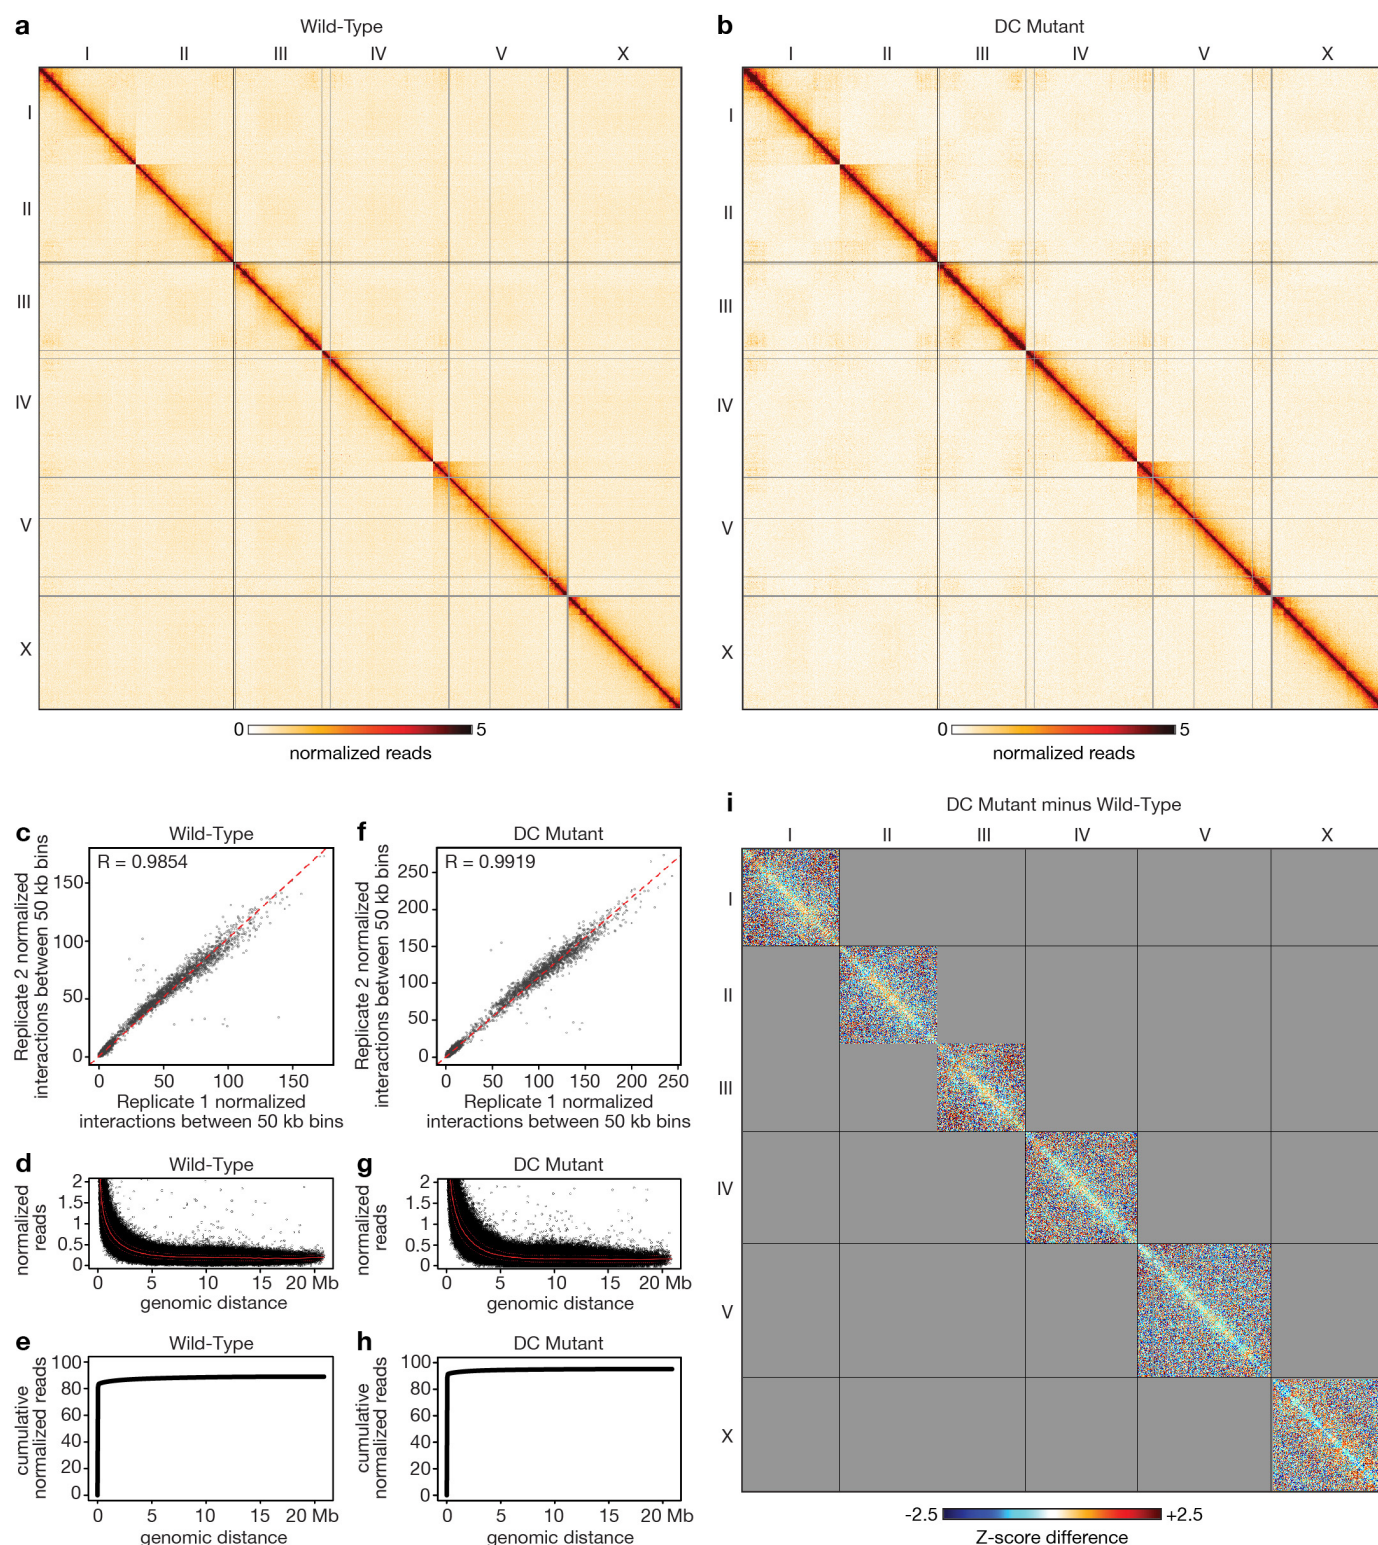 a
Wild-Type
I II III IV V X
I
II
III
IV
V
X
0 5
normalized reads
b
DC Mutant
I II III IV V X
I
II
III
IV
V
X
0 5
normalized reads
c
Wild-Type
R = 0.9854
Replicate 2 normalized
interactions between 50 kb bins
150
100
50
0
0 50 100 150
Replicate 1 normalized
interactions between 50 kb bins
f
DC Mutant
R = 0.9919
Replicate 2 normalized
interactions between 50 kb bins
250
200
150
100
50
0
0 50 100 150 200 250
Replicate 1 normalized
interactions between 50 kb bins
d
Wild-Type
normalized
reads
2
1.5
1
0.5
0
0 5 10 15 20 Mb
genomic distance
g
DC Mutant
normalized
reads
2
1.5
1
0.5
0
0 5 10 15 20 Mb
genomic distance
e
Wild-Type
cumulative
normalized reads
100
80
60
40
20
0
0 5 10 15 20 Mb
genomic distance
h
DC Mutant
cumulative
normalized reads
100
80
60
40
20
0
0 5 10 15 20 Mb
genomic distance
i
DC Mutant minus Wild-Type
I II III IV V X
I
II
III
IV
V
X
-2.5 +2.5
Z-score difference